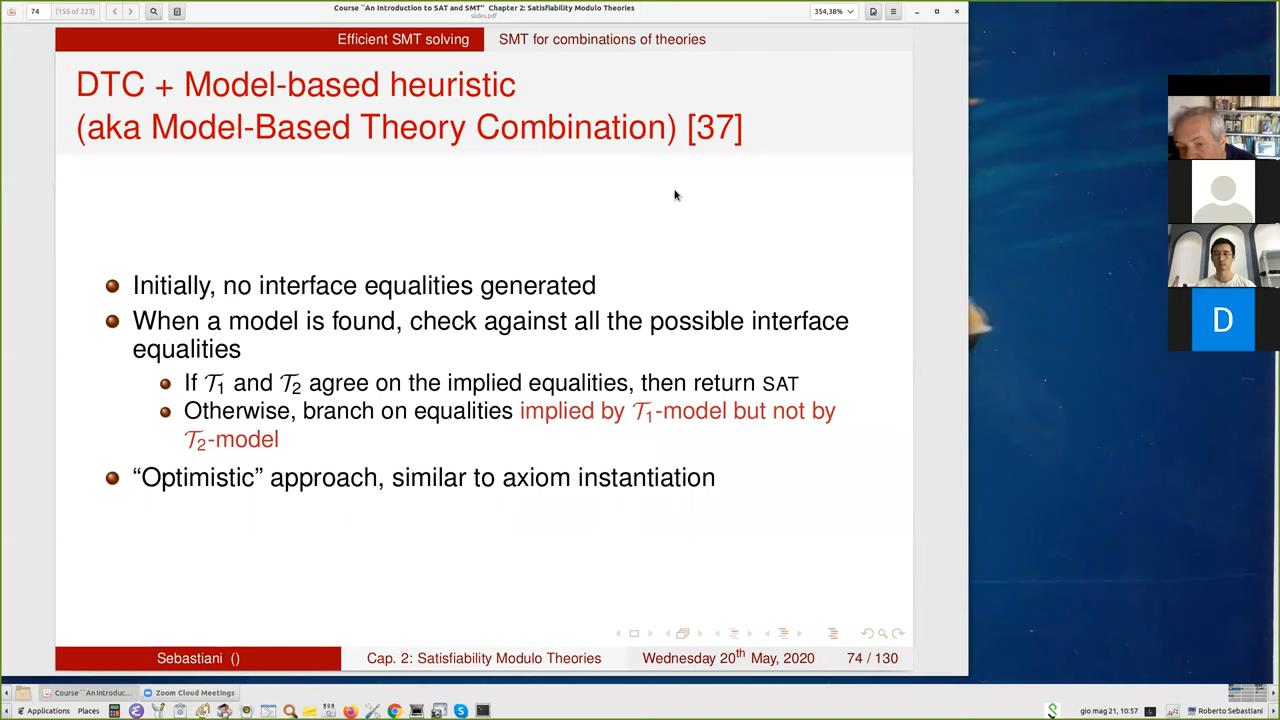 Course ``An Introduction to SAT and SMT'' Chapter 2: Satisfiability Modulo Theories
slides.pdf
74
(155 of 223)
354,38%
Efficient SMT solving
SMT for combinations of theories
DTC + Model-based heuristic
(aka Model-Based Theory Combination) [37]
Initially, no interface equalities generated
When a model is found, check against all the possible interface
equalities
If 𝒯1 and 𝒯2 agree on the implied equalities, then return SAT
Otherwise, branch on equalities implied by 𝒯1-model but not by
𝒯2-model
“Optimistic” approach, similar to axiom instantiation
Sebastiani ()
Cap. 2: Satisfiability Modulo Theories
Wednesday 20th May, 2020
74 / 130
D
Course ``An Introduc...
Zoom Cloud Meetings
Applications
Places
gio mag 21, 10:57
Roberto Sebastiani